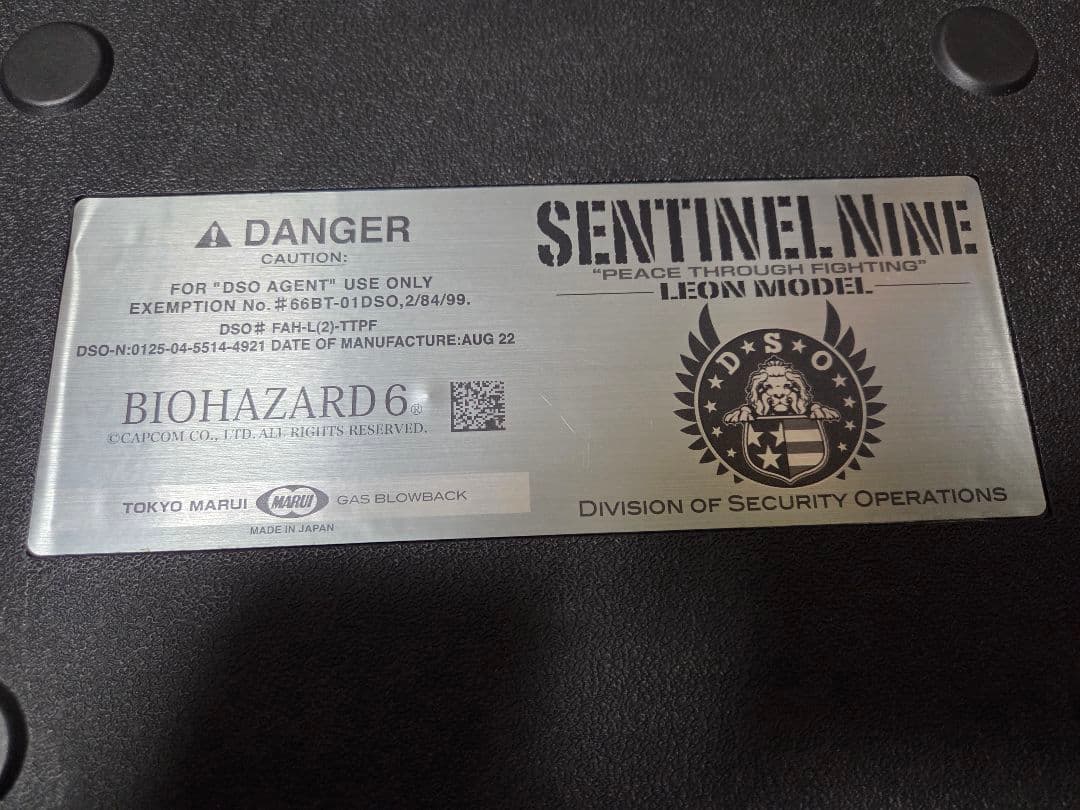 DANGER
CAUTION:
FOR "DSO AGENT" USE ONLY
EXEMPTION No.#66BT-01DSO,2/84/99.
DSO# FAH-L(2)-TTPF
DSO-N:0125-04-5514-4921 DATE OF MANUFACTURE:AUG 22
BIOHAZARD 6®
©CAPCOM CO., LTD. ALL RIGHTS RESERVED.
TOKYO MARUI MARUI GAS BLOWBACK
MADE IN JAPAN
SENTINEL NINE
"PEACE THROUGH FIGHTING"
LEON MODEL
D★S★O
DIVISION OF SECURITY OPERATIONS